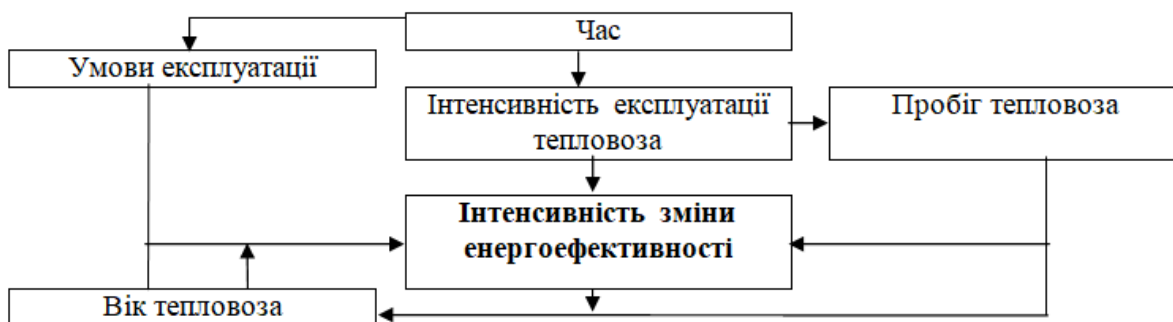 Час
Умови експлуатації
Інтенсивність експлуатації
тепловоза
Пробіг тепловоза
Інтенсивність зміни
енергоефективності
Вік тепловоза